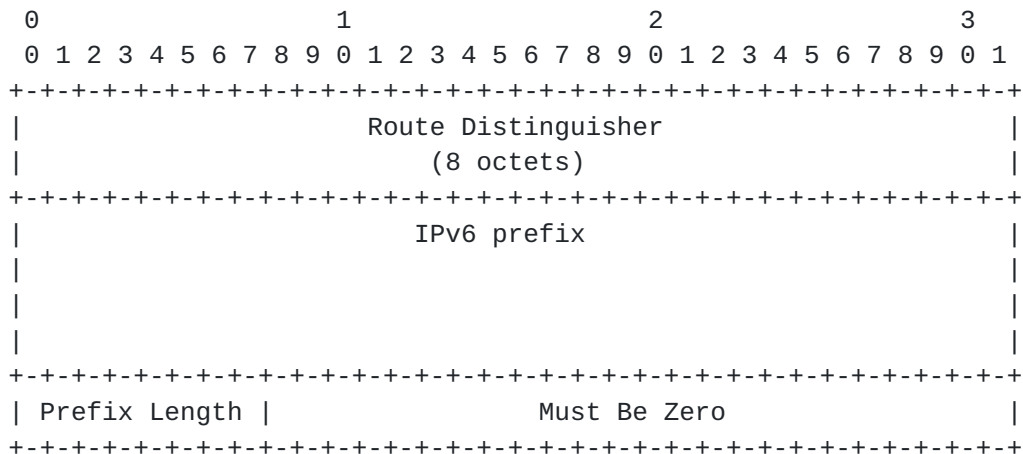 0                   1                   2                   3
 0 1 2 3 4 5 6 7 8 9 0 1 2 3 4 5 6 7 8 9 0 1 2 3 4 5 6 7 8 9 0 1
+-+-+-+-+-+-+-+-+-+-+-+-+-+-+-+-+-+-+-+-+-+-+-+-+-+-+-+-+-+-+-+-+
|                      Route Distinguisher                      |
|                          (8 octets)                           |
+-+-+-+-+-+-+-+-+-+-+-+-+-+-+-+-+-+-+-+-+-+-+-+-+-+-+-+-+-+-+-+-+
|                         IPv6 prefix                           |
|                                                               |
|                                                               |
|                                                               |
+-+-+-+-+-+-+-+-+-+-+-+-+-+-+-+-+-+-+-+-+-+-+-+-+-+-+-+-+-+-+-+-+
| Prefix Length |                 Must Be Zero                  |
+-+-+-+-+-+-+-+-+-+-+-+-+-+-+-+-+-+-+-+-+-+-+-+-+-+-+-+-+-+-+-+-+